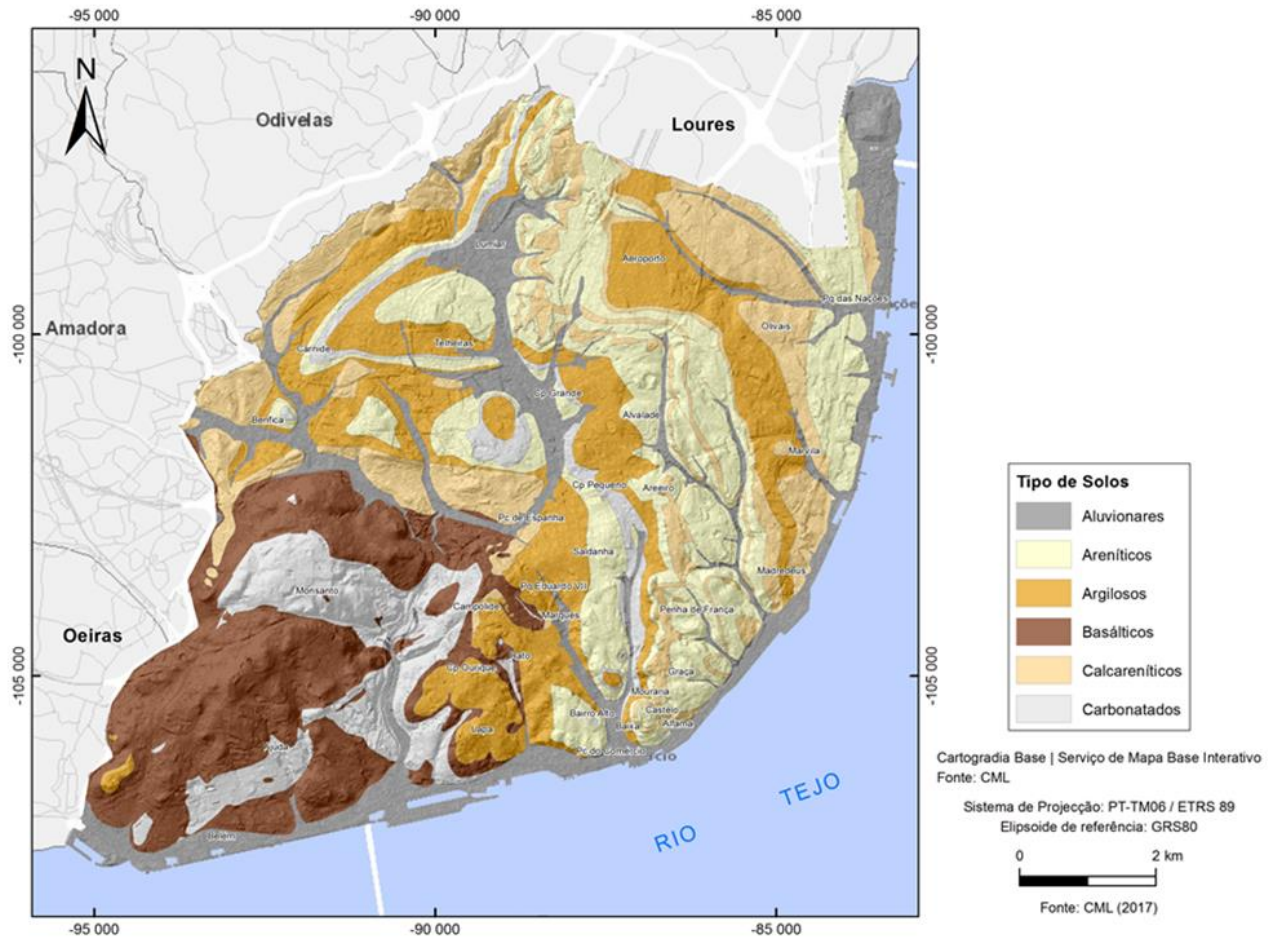 -95 000
-90 000
-85 000
N
Odivelas
Loures
Lumiar
Aeroporto
Pq das Nações
ções
-100 000
-100 000
Amadora
Olivais
Carnide
Telheiras
Cp Grande
Benfica
Alvalade
Marvila
Cp Pequeno
Areeiro
Pc de Espanha
Saldanha
Madredeus
Monsanto
Pq Eduardo VII
Campolide
Marquês
Penha de França
Oeiras
Rato
Cp Ourique
Graça
-105 000
-105 000
Mouraria
Bairro Alto
Castelo
Lapa
Baixa
Alfama
Ajuda
Pc do Comércio
rcio
Belém
RIO
TEJO
-95 000
-90 000
-85 000
Tipo de Solos
Aluvionares
Areníticos
Argilosos
Basálticos
Calcareníticos
Carbonatados
Cartogradia Base | Serviço de Mapa Base Interativo
Fonte: CML
Sistema de Projecção: PT-TM06 / ETRS 89
Elipsoide de referência: GRS80
0
2 km
Fonte: CML (2017)